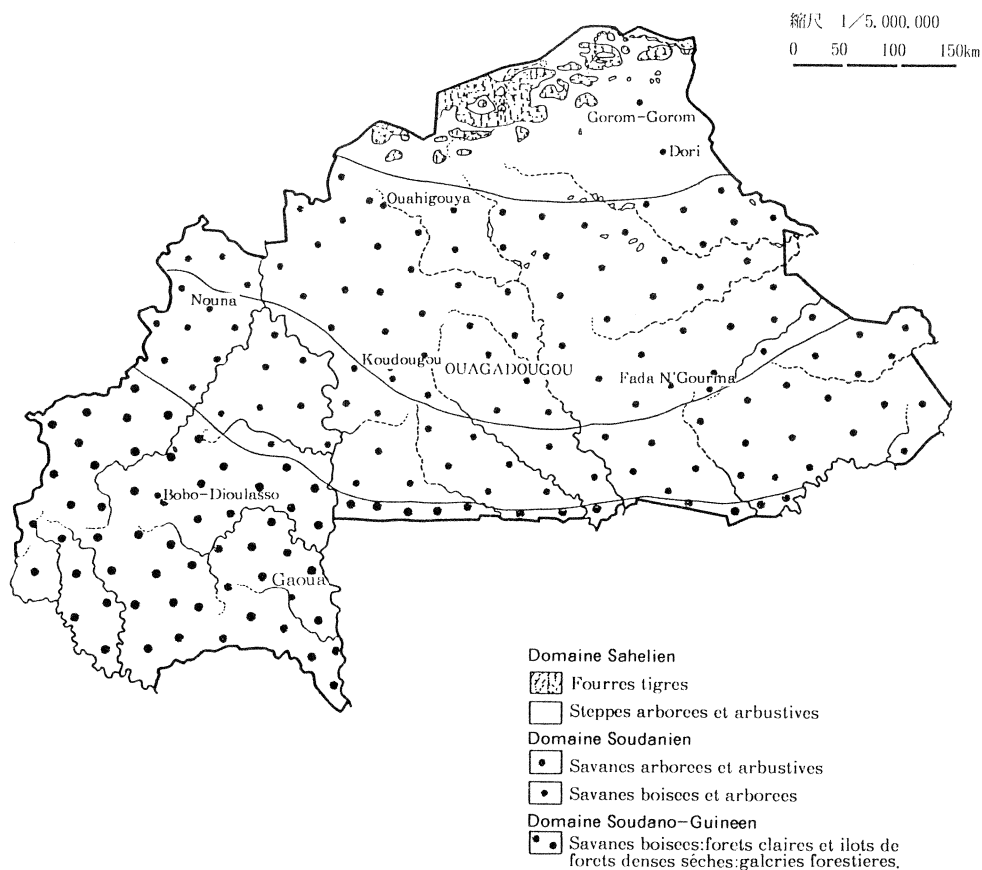 縮尺 1/5.000.000
0 50 100 150km
Gorom-Gorom
Dori
Ouahigouya
Nouna
Koudougou
OUAGADOUGOU
Fada N'Gourma
Bobo-Dioulasso
Gaoua
Domaine Sahelien
Fourres tigres
Steppes arborees et arbustives
Domaine Soudanien
Savanes arborees et arbustives
Savanes boisees et arborees
Domaine Soudano-Guineen
Savanes boisees:forets claires et ilots de
forets denses séches:galeries forestieres.